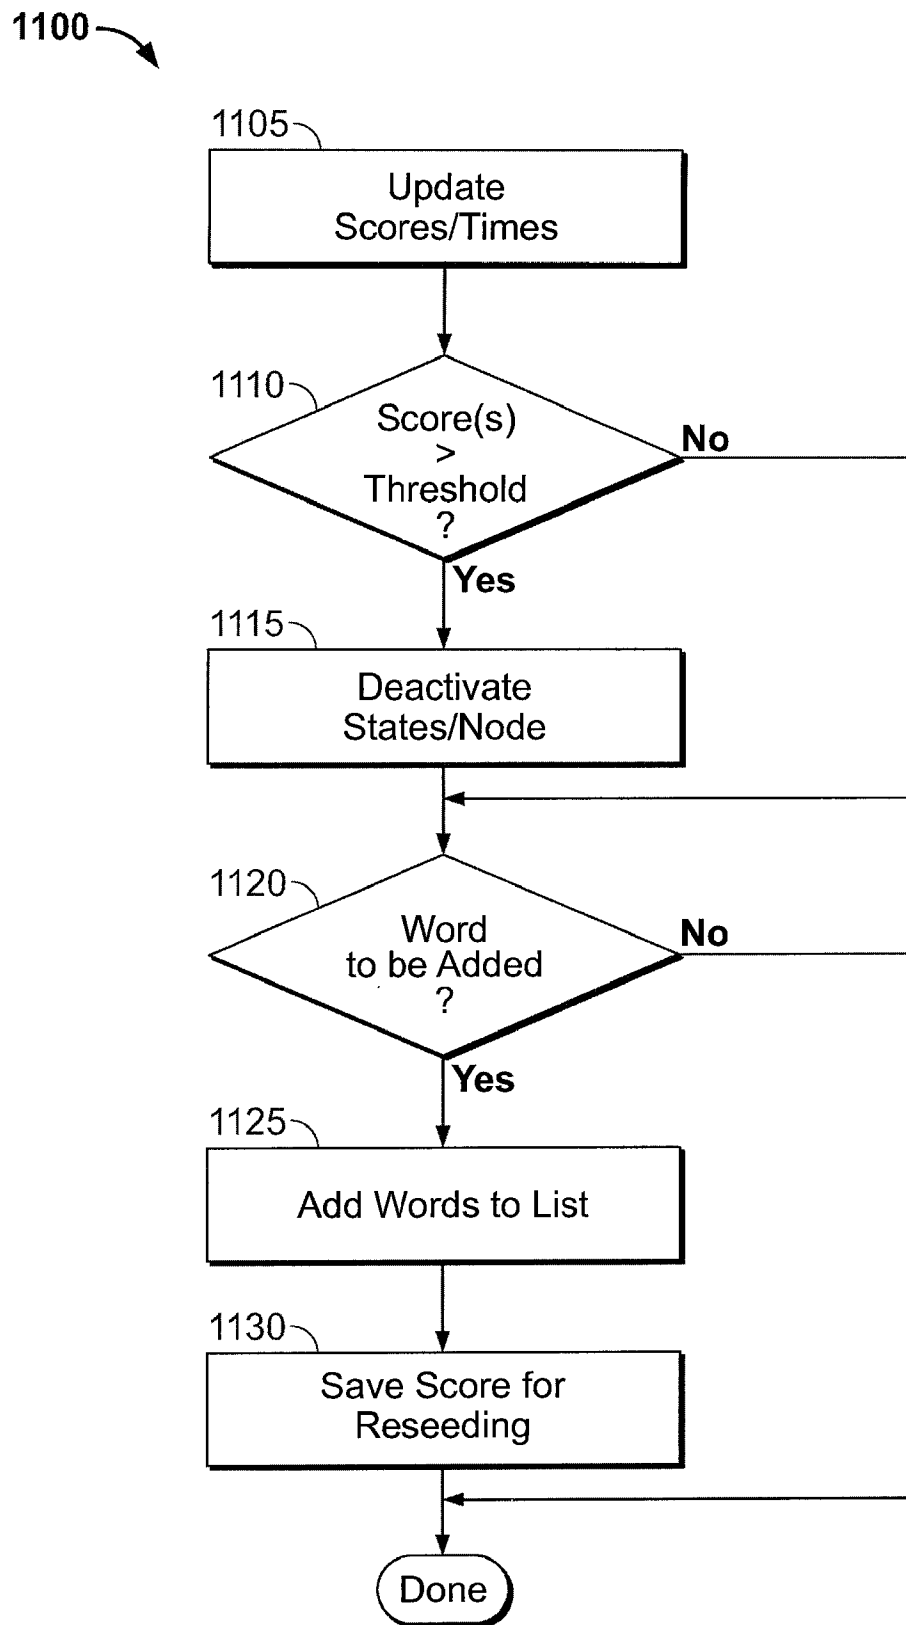 1100
1105
Update
Scores/Times
1110
Score(s)
>
Threshold
?
No
Yes
1115
Deactivate
States/Node
1120
Word
to be Added
?
No
Yes
1125
Add Words to List
1130
Save Score for
Reseeding
Done